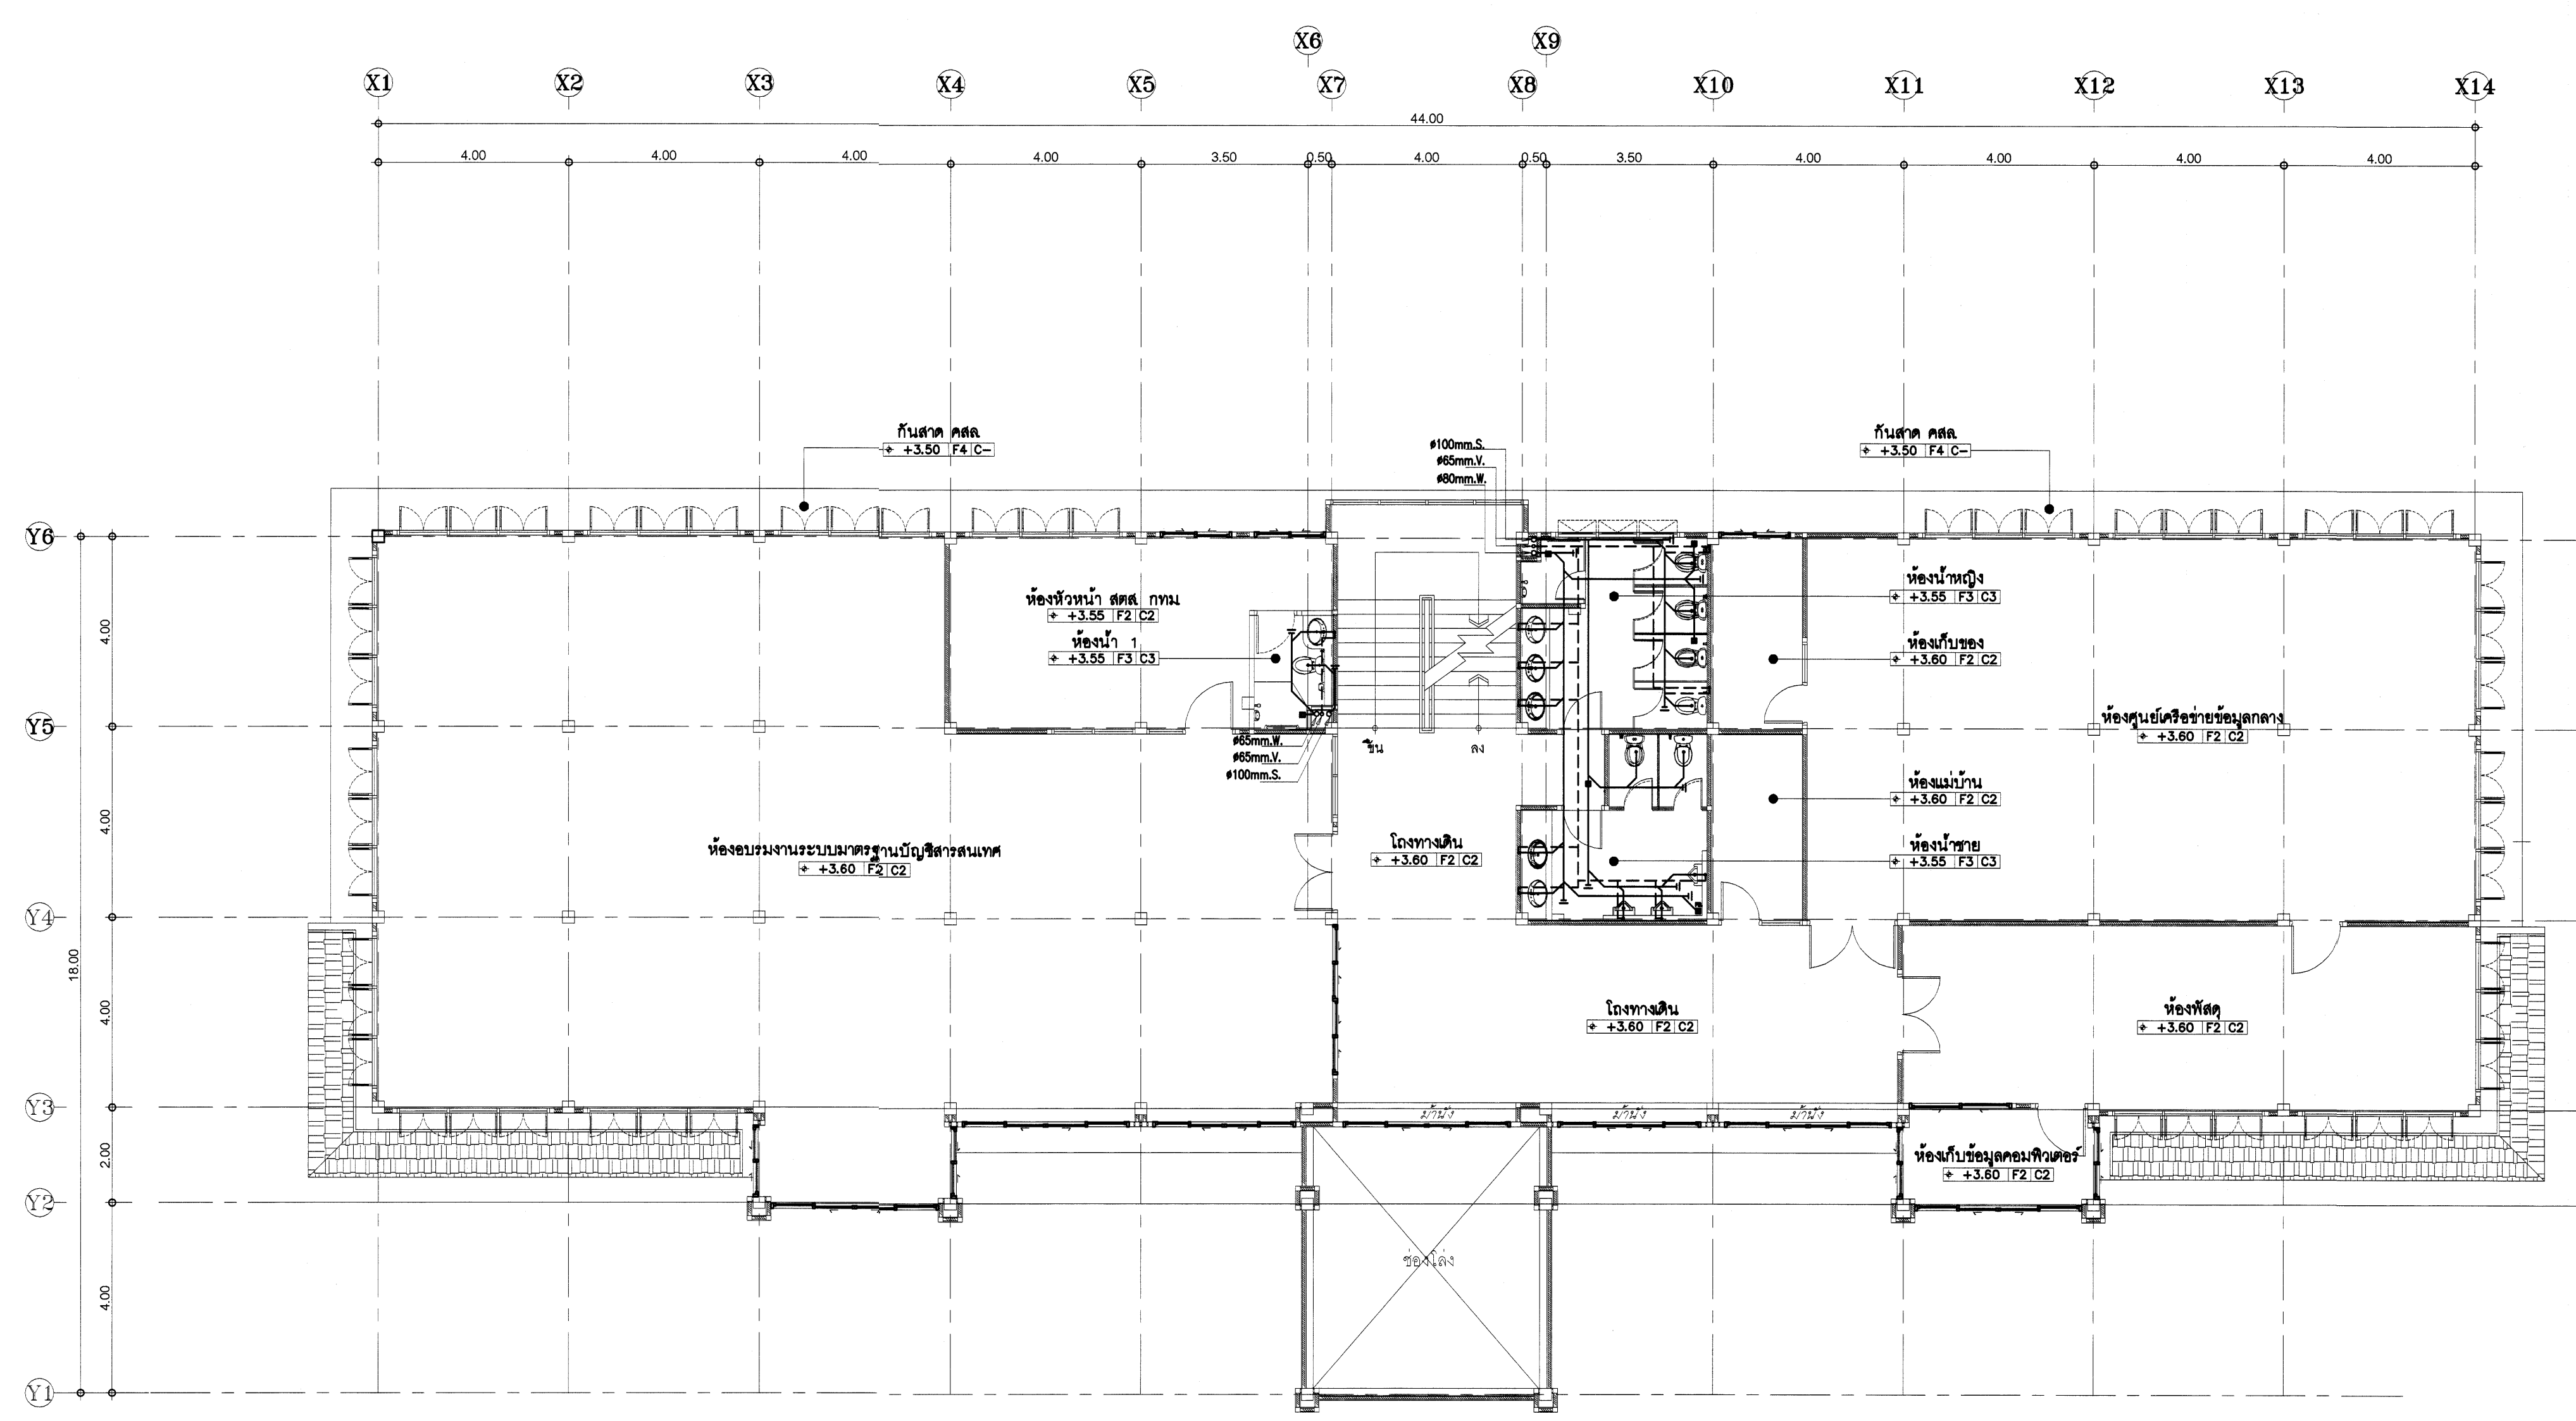 X6 X9
X1 X2 X3 X4 X5 X7 X8 X10 X11 X12 X13 X14
44.00
4.00 4.00 4.00 4.00 3.50 0.50 4.00 0.50 3.50 4.00 4.00 4.00 4.00
กันสาด คสล.
+3.50 F4 C-
กันสาด คสล.
+3.50 F4 C-
ø100mm.S.
ø65mm.V.
ø80mm.W.
Y6
ห้องหัวหน้า สตส. กทม.
+3.55 F2 C2
ห้องน้ำ 1
+3.55 F3 C3
ห้องน้ำหญิง
+3.55 F3 C3
ห้องเก็บของ
+3.60 F2 C2
4.00
Y5
ø65mm.W.
ø65mm.V.
ø100mm.S.
ขึ้น
ลง
ห้องศูนย์เครือข่ายข้อมูลกลาง
+3.60 F2 C2
ห้องแม่บ้าน
+3.60 F2 C2
4.00
ห้องอบรมงานระบบมาตรฐานบัญชีสารสนเทศ
+3.60 F2 C2
โถงทางเดิน
+3.60 F2 C2
ห้องน้ำชาย
+3.55 F3 C3
Y4
18.00
4.00
โถงทางเดิน
+3.60 F2 C2
ห้องพัสดุ
+3.60 F2 C2
Y3
ม้านั่ง ม้านั่ง ม้านั่ง
2.00
ห้องเก็บข้อมูลคอมพิวเตอร์
+3.60 F2 C2
Y2
ช่องโล่ง
4.00
Y1